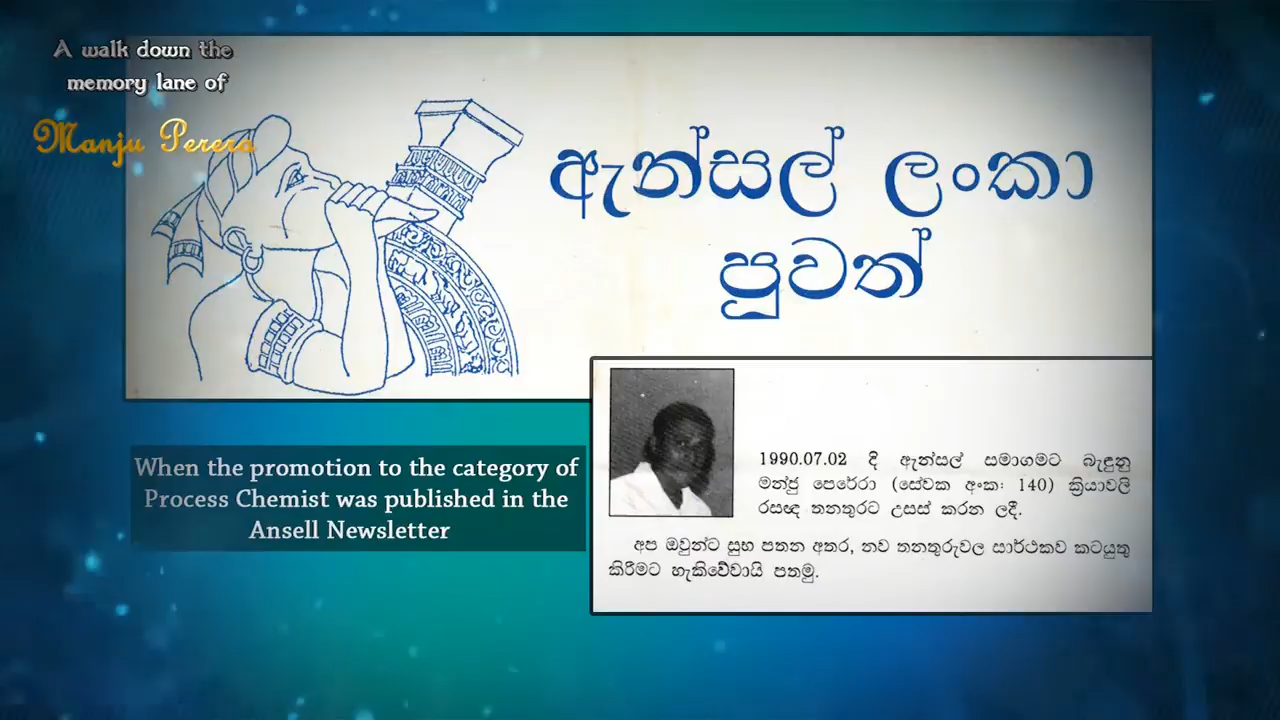 A walk down the
memory lane of
Manju Perera
ඇන්සල් ලංකා
පුවත්
When the promotion to the category of
Process Chemist was published in the
Ansell Newsletter
1990.07.02 දි ඇන්සල් සමාගමට බැඳුනු
මන්ජු පෙරේරා (සේවක අංක: 140) ක්‍රියාවලි
රසඥ තනතුරට උසස් කරන ලදී.
අප ඔවුන්ට සුභ පතන අතර, නව තනතුරුවල සාර්ථකව කටයුතු
කිරීමට හැකිවේවායි පතමු.